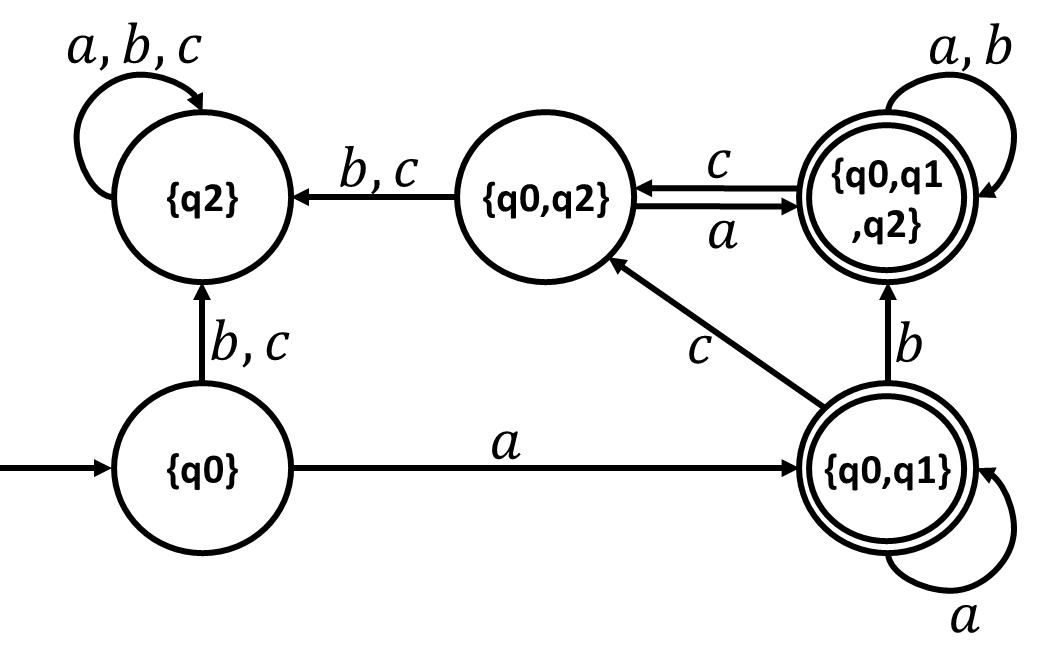 a, b, c
a, b
{q2}
b, c
{q0,q2}
c
a
{q0,q1
,q2}
b, c
c
b
{q0}
a
{q0,q1}
a